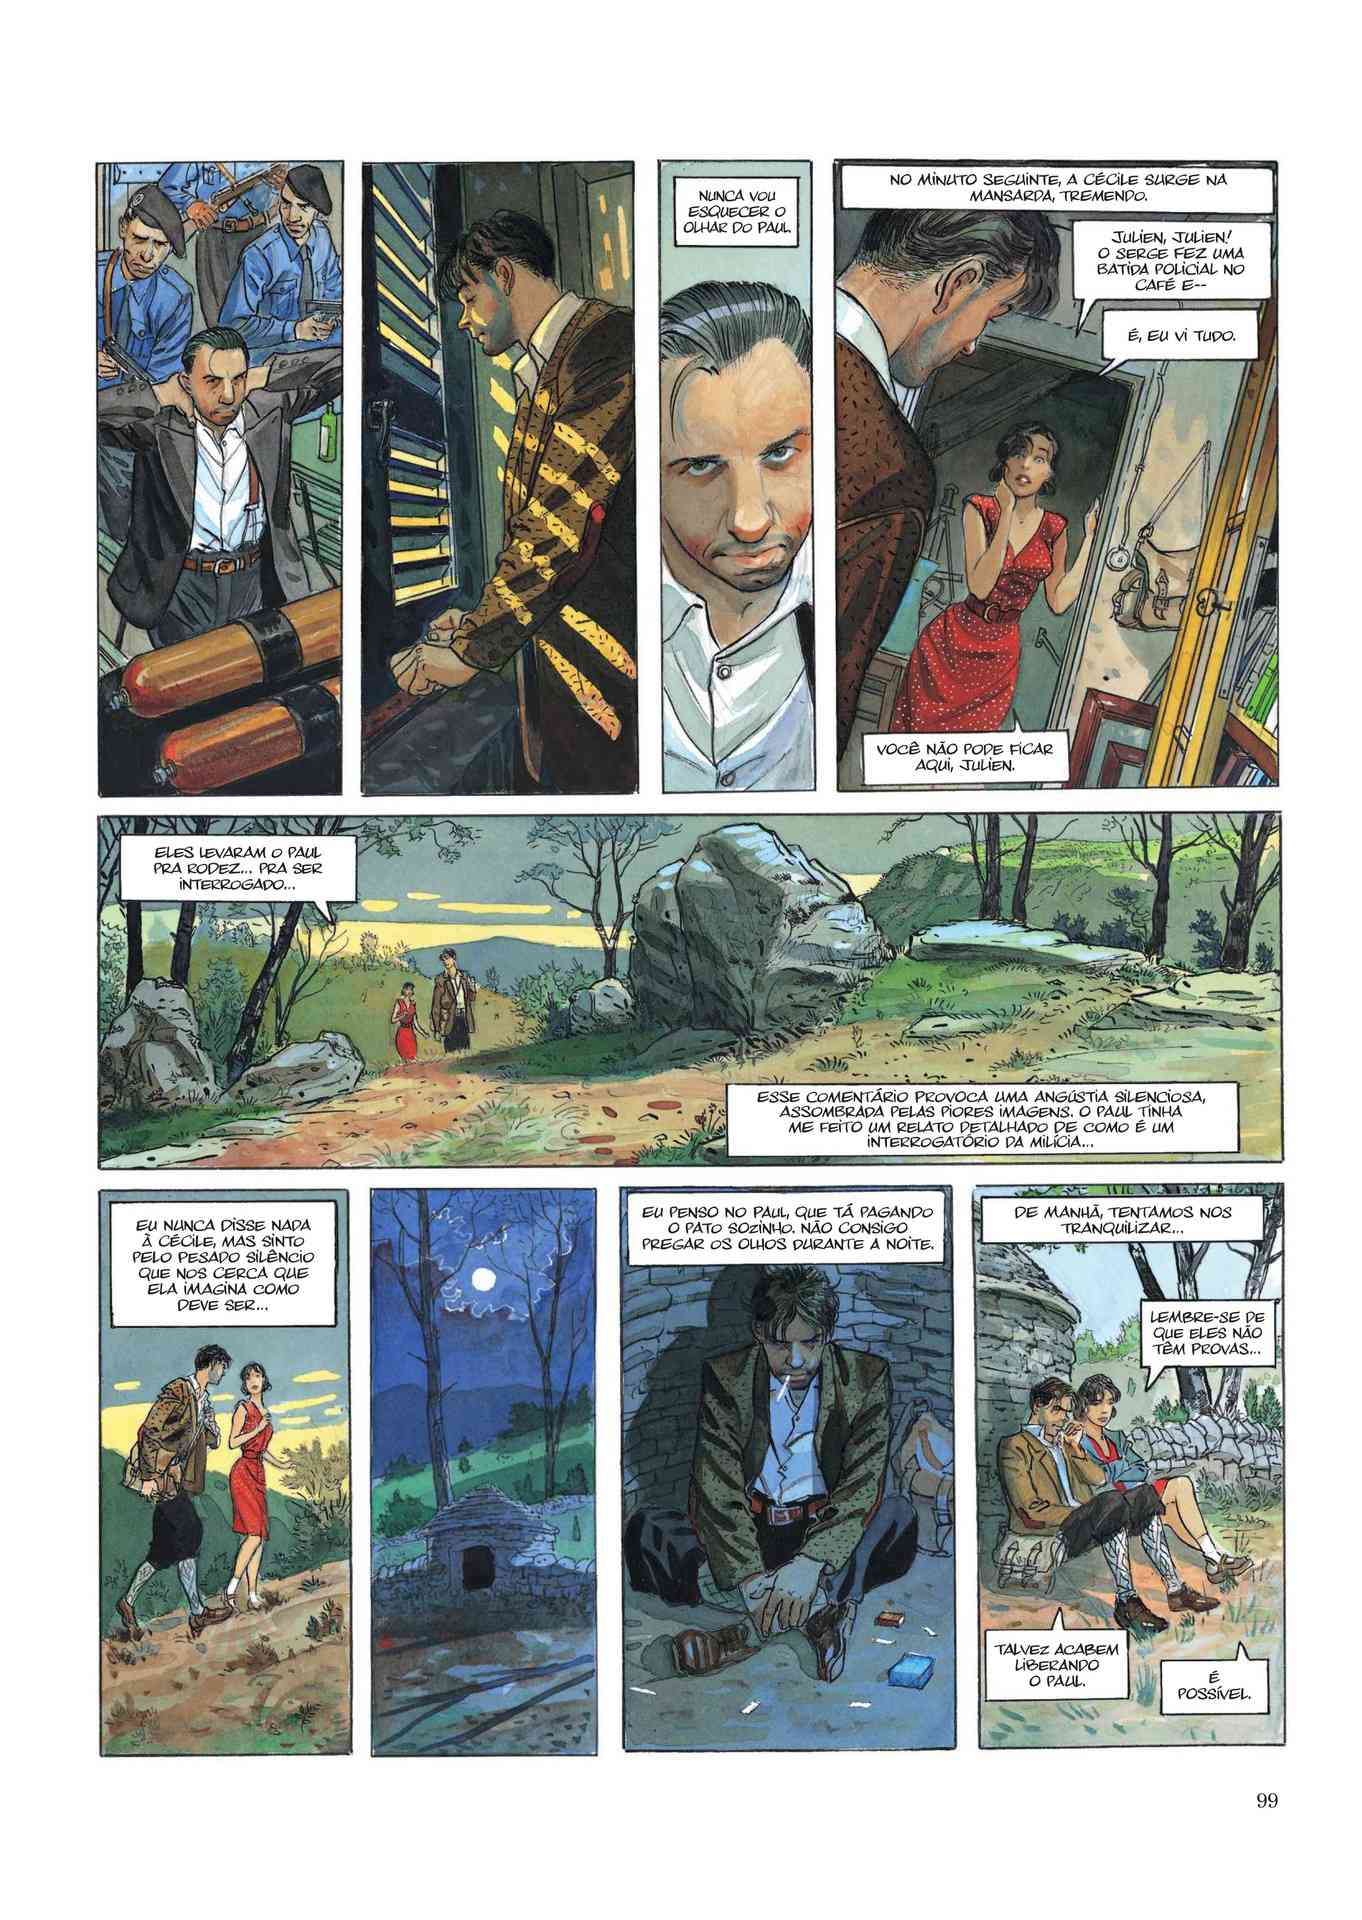 NUNCA VOU
ESQUECER O
OLHAR DO PAUL.
NO MINUTO SEGUINTE, A CÉCILE SURGE NA
MANSARDA, TREMENDO.
JULIEN, JULIEN!
O SERGE FEZ UMA
BATIDA POLICIAL NO
CAFÉ E--
É, EU VI TUDO.
VOCÊ NÃO PODE FICAR
AQUI, JULIEN.
ELES LEVARAM O PAUL
PRA RODEZ... PRA SER
INTERROGADO...
ESSE COMENTÁRIO PROVOCA UMA ANGÚSTIA SILENCIOSA,
ASSOMBRADA PELAS PIORES IMAGENS. O PAUL TINHA
ME FEITO UM RELATO DETALHADO DE COMO É UM
INTERROGATÓRIO DA MILÍCIA...
EU NUNCA DISSE NADA
À CÉCILE, MAS SINTO
PELO PESADO SILÊNCIO
QUE NOS CERCA QUE
ELA IMAGINA COMO
DEVE SER...
EU PENSO NO PAUL, QUE TÁ PAGANDO
O PATO SOZINHO. NÃO CONSIGO
PREGAR OS OLHOS DURANTE A NOITE.
DE MANHÃ, TENTAMOS NOS
TRANQUILIZAR...
LEMBRE-SE DE
QUE ELES NÃO
TÊM PROVAS...
TALVEZ ACABEM
LIBERANDO
O PAUL.
É
POSSÍVEL.
99